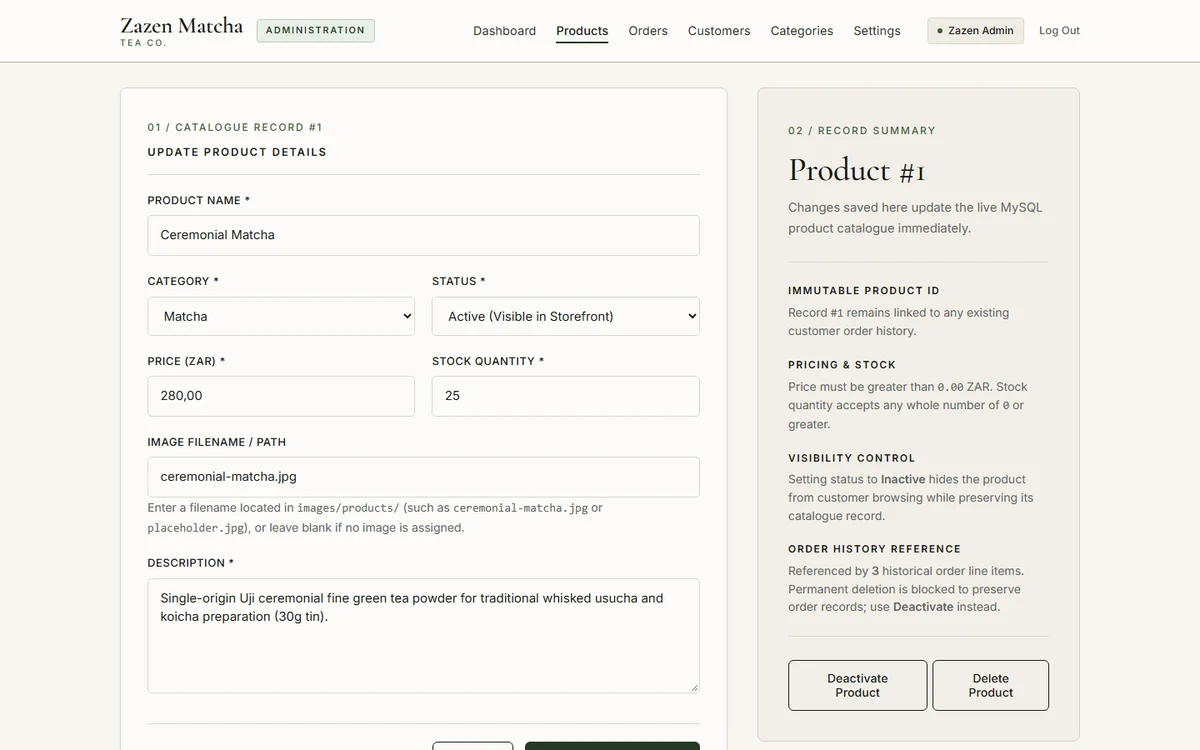 Zazen Matcha
TEA CO.
ADMINISTRATION
Dashboard
Products
Orders
Customers
Categories
Settings
Zazen Admin
Log Out
01 / CATALOGUE RECORD #1
UPDATE PRODUCT DETAILS
PRODUCT NAME *
Ceremonial Matcha
CATEGORY *
STATUS *
Matcha
Active (Visible in Storefront)
PRICE (ZAR) *
STOCK QUANTITY *
280,00
25
IMAGE FILENAME / PATH
ceremonial-matcha.jpg
Enter a filename located in images/products/ (such as ceremonial-matcha.jpg or
placeholder.jpg), or leave blank if no image is assigned.
DESCRIPTION *
Single-origin Uji ceremonial fine green tea powder for traditional whisked usucha and
koicha preparation (30g tin).
02 / RECORD SUMMARY
Product #1
Changes saved here update the live MySQL
product catalogue immediately.
IMMUTABLE PRODUCT ID
Record #1 remains linked to any existing
customer order history.
PRICING & STOCK
Price must be greater than 0.00 ZAR. Stock
quantity accepts any whole number of 0 or
greater.
VISIBILITY CONTROL
Setting status to Inactive hides the product
from customer browsing while preserving its
catalogue record.
ORDER HISTORY REFERENCE
Referenced by 3 historical order line items.
Permanent deletion is blocked to preserve
order records; use Deactivate instead.
Deactivate
Product
Delete
Product